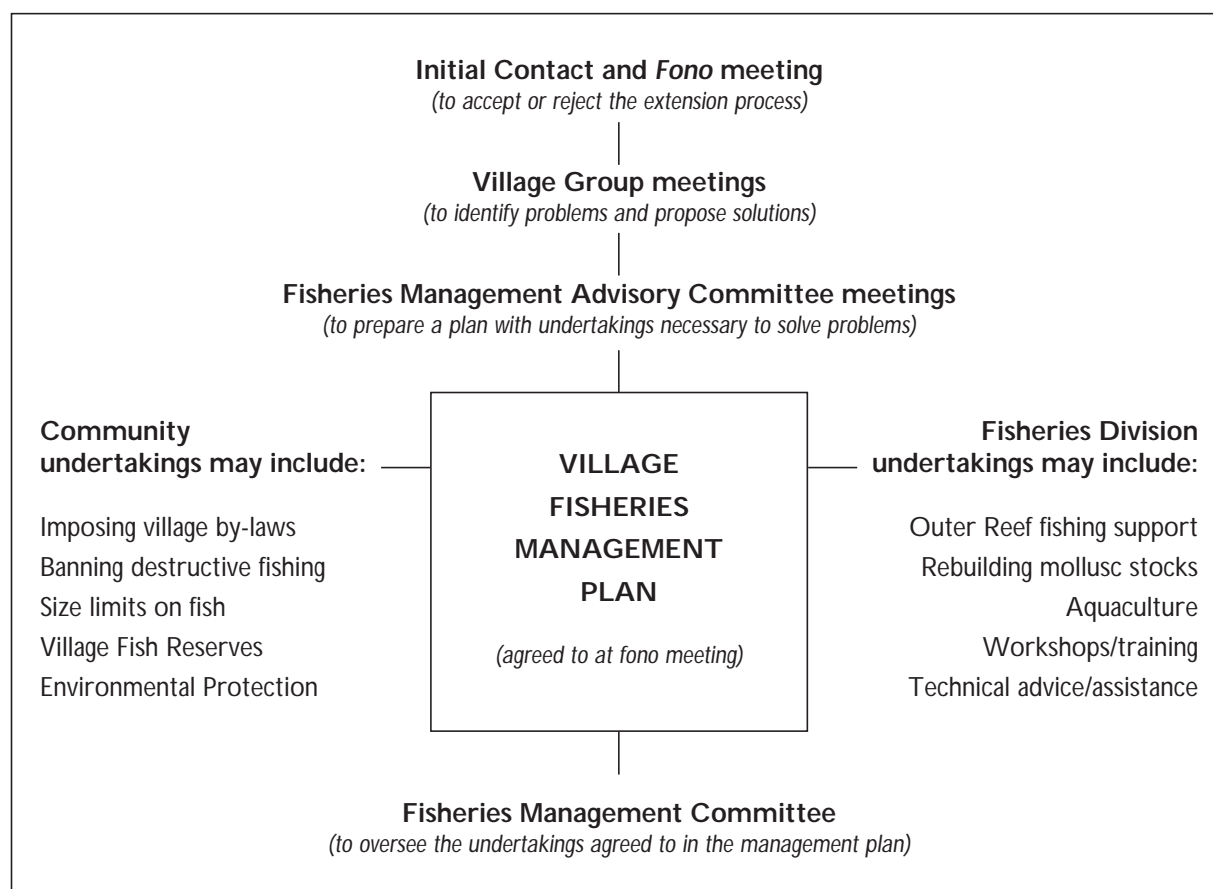 Initial Contact and Fono meeting
(to accept or reject the extension process)
Village Group meetings
(to identify problems and propose solutions)
Fisheries Management Advisory Committee meetings
(to prepare a plan with undertakings necessary to solve problems)
Community
undertakings may include:
Imposing village by-laws
Banning destructive fishing
Size limits on fish
Village Fish Reserves
Environmental Protection
VILLAGE
FISHERIES
MANAGEMENT
PLAN
(agreed to at fono meeting)
Fisheries Division
undertakings may include:
Outer Reef fishing support
Rebuilding mollusc stocks
Aquaculture
Workshops/training
Technical advice/assistance
Fisheries Management Committee
(to oversee the undertakings agreed to in the management plan)